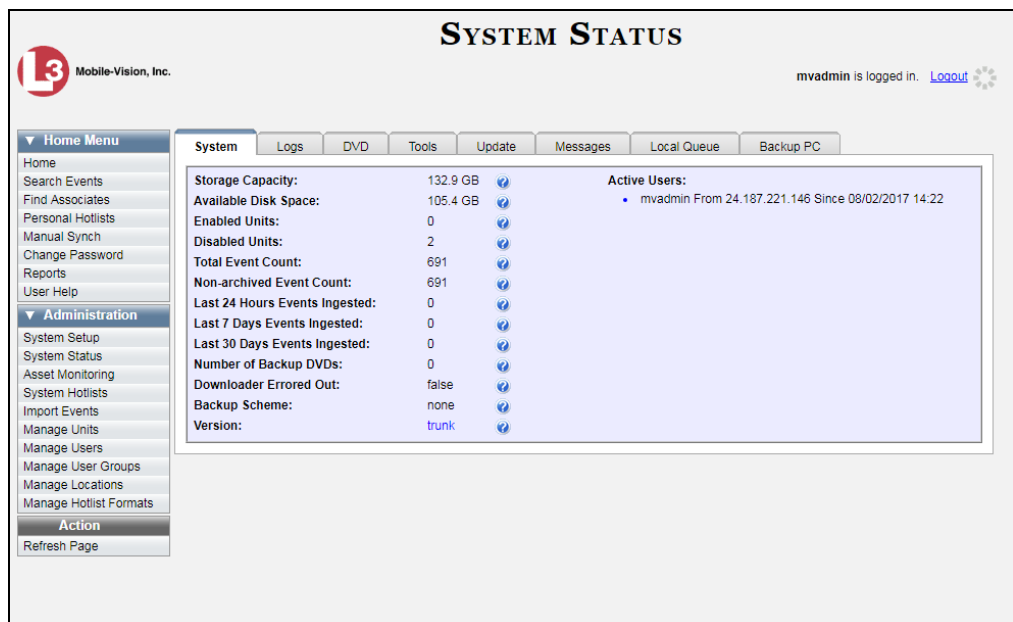 SYSTEM STATUS
L3 Mobile-Vision, Inc.
mvadmin is logged in. Logout
▼ Home Menu
Home
Search Events
Find Associates
Personal Hotlists
Manual Synch
Change Password
Reports
User Help
▼ Administration
System Setup
System Status
Asset Monitoring
System Hotlists
Import Events
Manage Units
Manage Users
Manage User Groups
Manage Locations
Manage Hotlist Formats
Action
Refresh Page
System Logs DVD Tools Update Messages Local Queue Backup PC
Storage Capacity: 132.9 GB ?
Available Disk Space: 105.4 GB ?
Enabled Units: 0 ?
Disabled Units: 2 ?
Total Event Count: 691 ?
Non-archived Event Count: 691 ?
Last 24 Hours Events Ingested: 0 ?
Last 7 Days Events Ingested: 0 ?
Last 30 Days Events Ingested: 0 ?
Number of Backup DVDs: 0 ?
Downloader Errored Out: false ?
Backup Scheme: none ?
Version: trunk ?
Active Users:
• mvadmin From 24.187.221.146 Since 08/02/2017 14:22